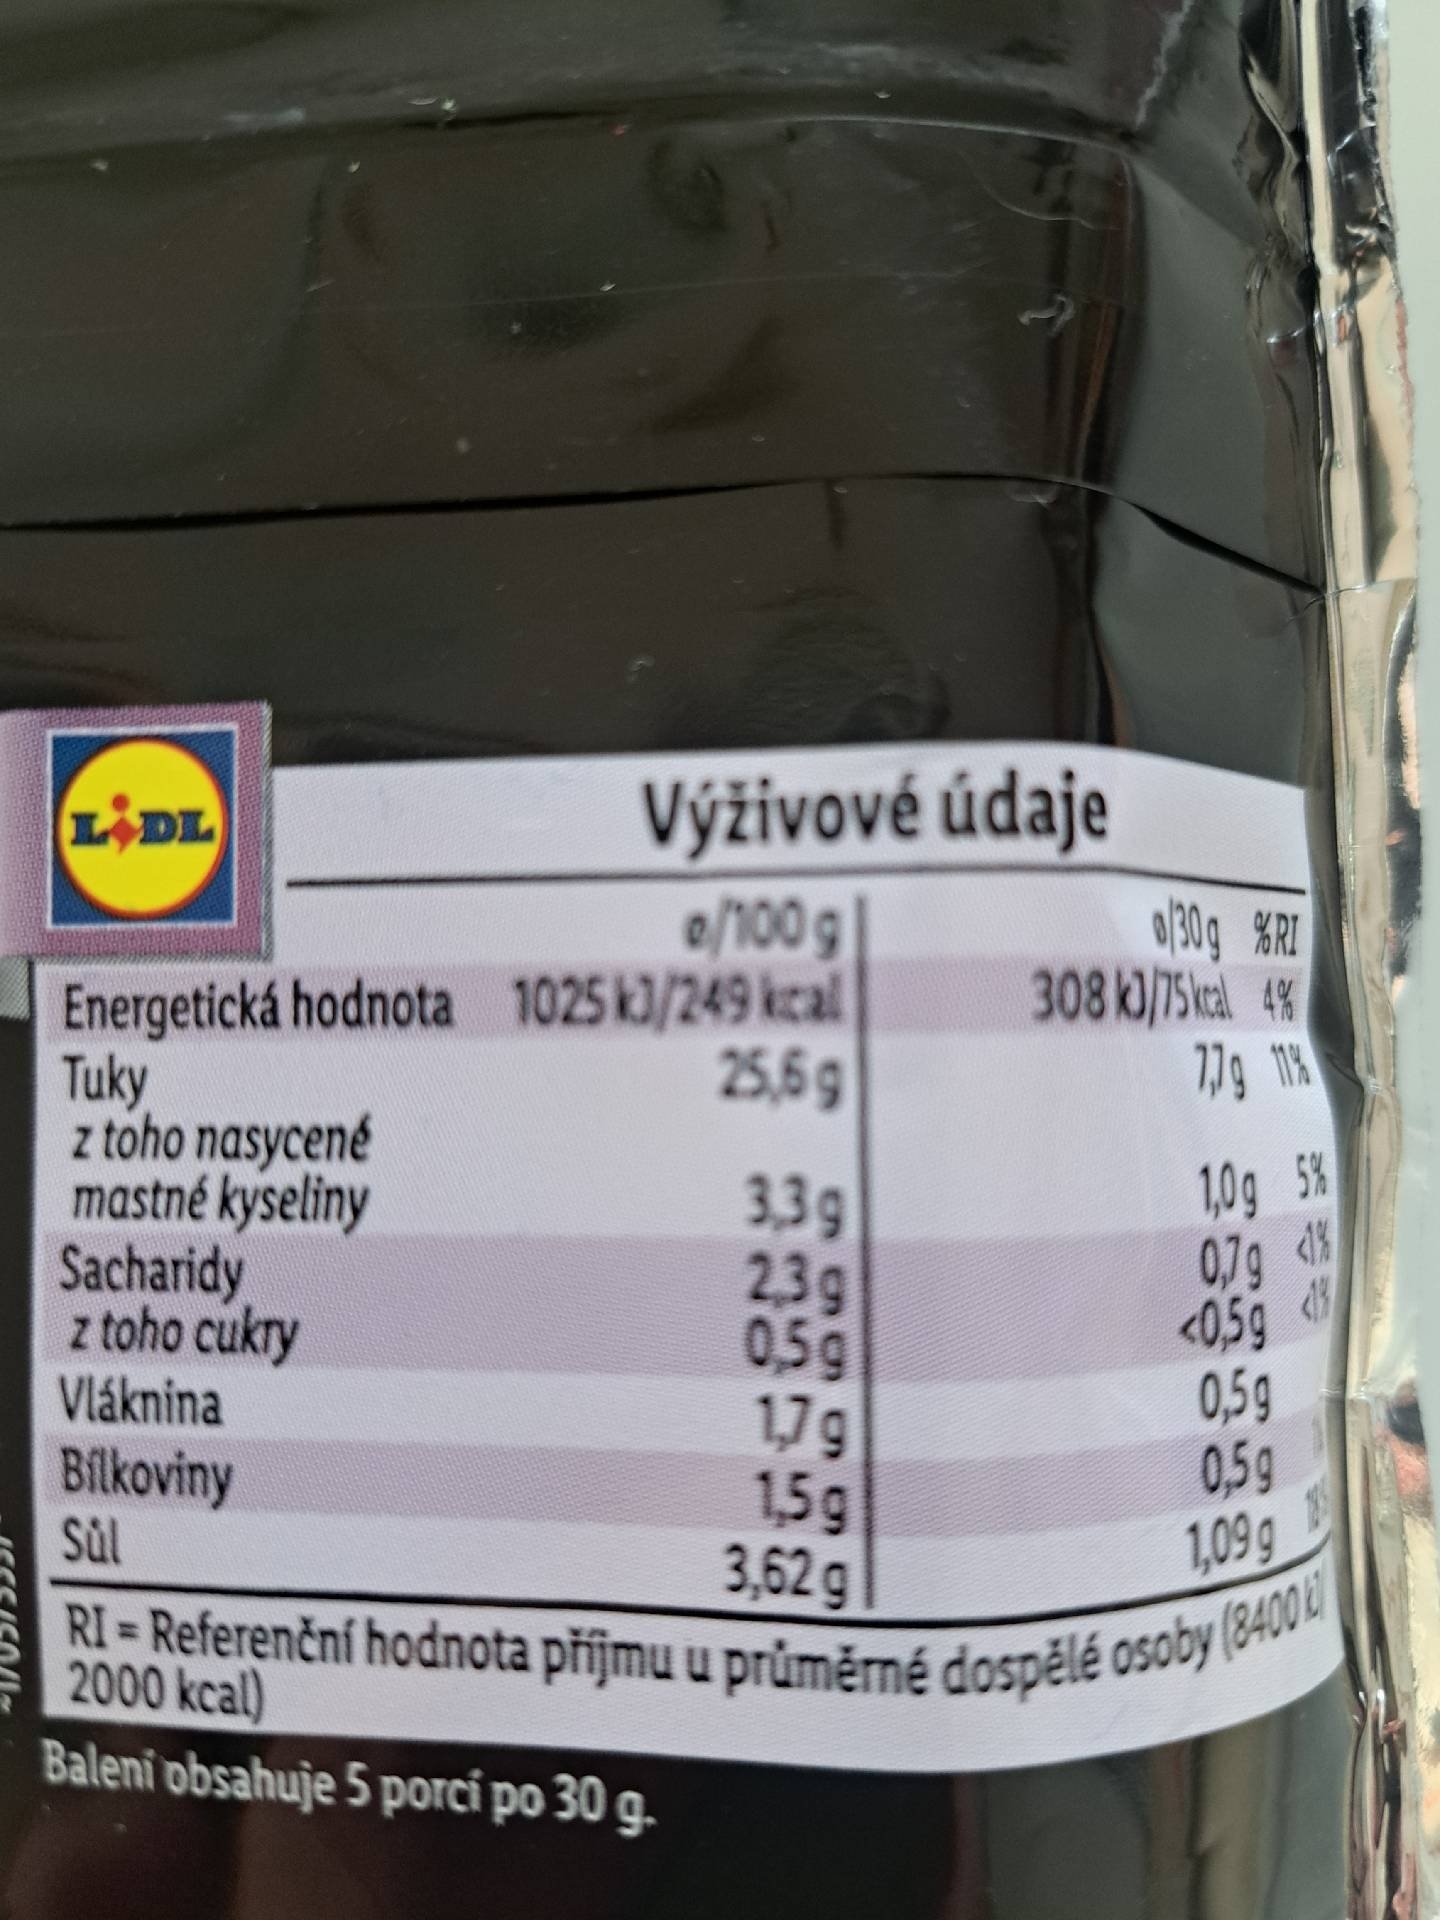 LIDL
Výživové údaje
ø/100 g ø/30 g %RI
Energetická hodnota 1025 kJ/249 kcal 308 kJ/75 kcal 4%
Tuky 25,6 g 7,7 g 11%
z toho nasycené
mastné kyseliny 3,3 g 1,0 g 5%
Sacharidy 2,3 g 0,7 g <1%
z toho cukry 0,5 g <0,5 g <1%
Vláknina 1,7 g 0,5 g
Bílkoviny 1,5 g 0,5 g
Sůl 3,62 g 1,09 g
RI = Referenční hodnota příjmu u průměrné dospělé osoby (8400 kJ/
2000 kcal)
Balení obsahuje 5 porcí po 30 g.